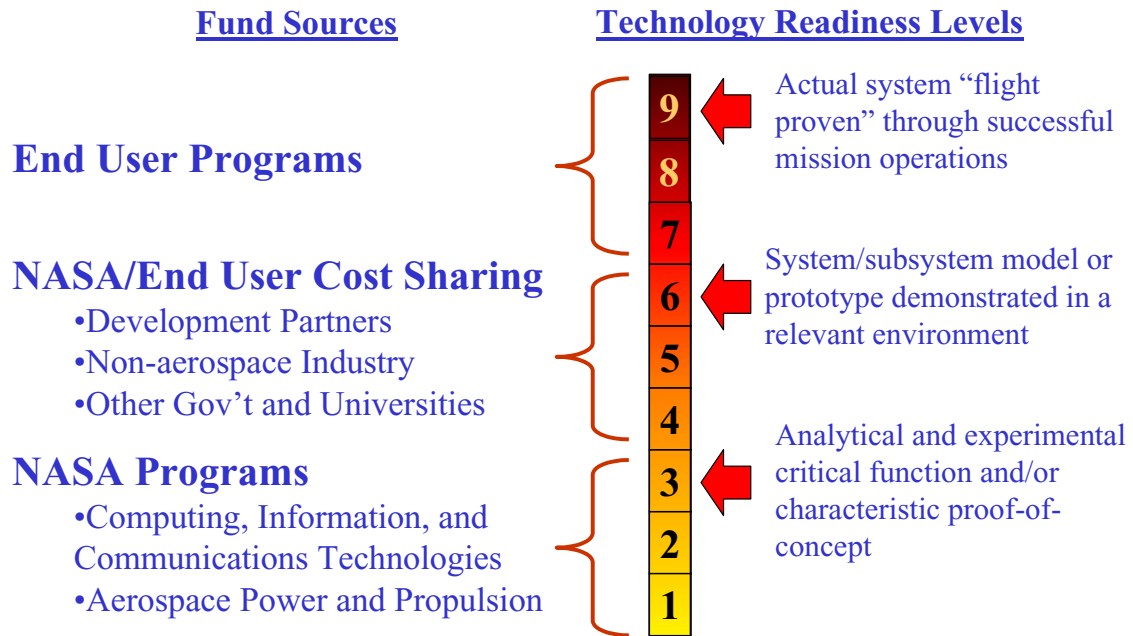 Fund Sources
Technology Readiness Levels
End User Programs
NASA/End User Cost Sharing
•Development Partners
•Non-aerospace Industry
•Other Gov’t and Universities
NASA Programs
•Computing, Information, and
Communications Technologies
•Aerospace Power and Propulsion
9
8
7
6
5
4
3
2
1
Actual system “flight
proven” through successful
mission operations
System/subsystem model or
prototype demonstrated in a
relevant environment
Analytical and experimental
critical function and/or
characteristic proof-of-
concept